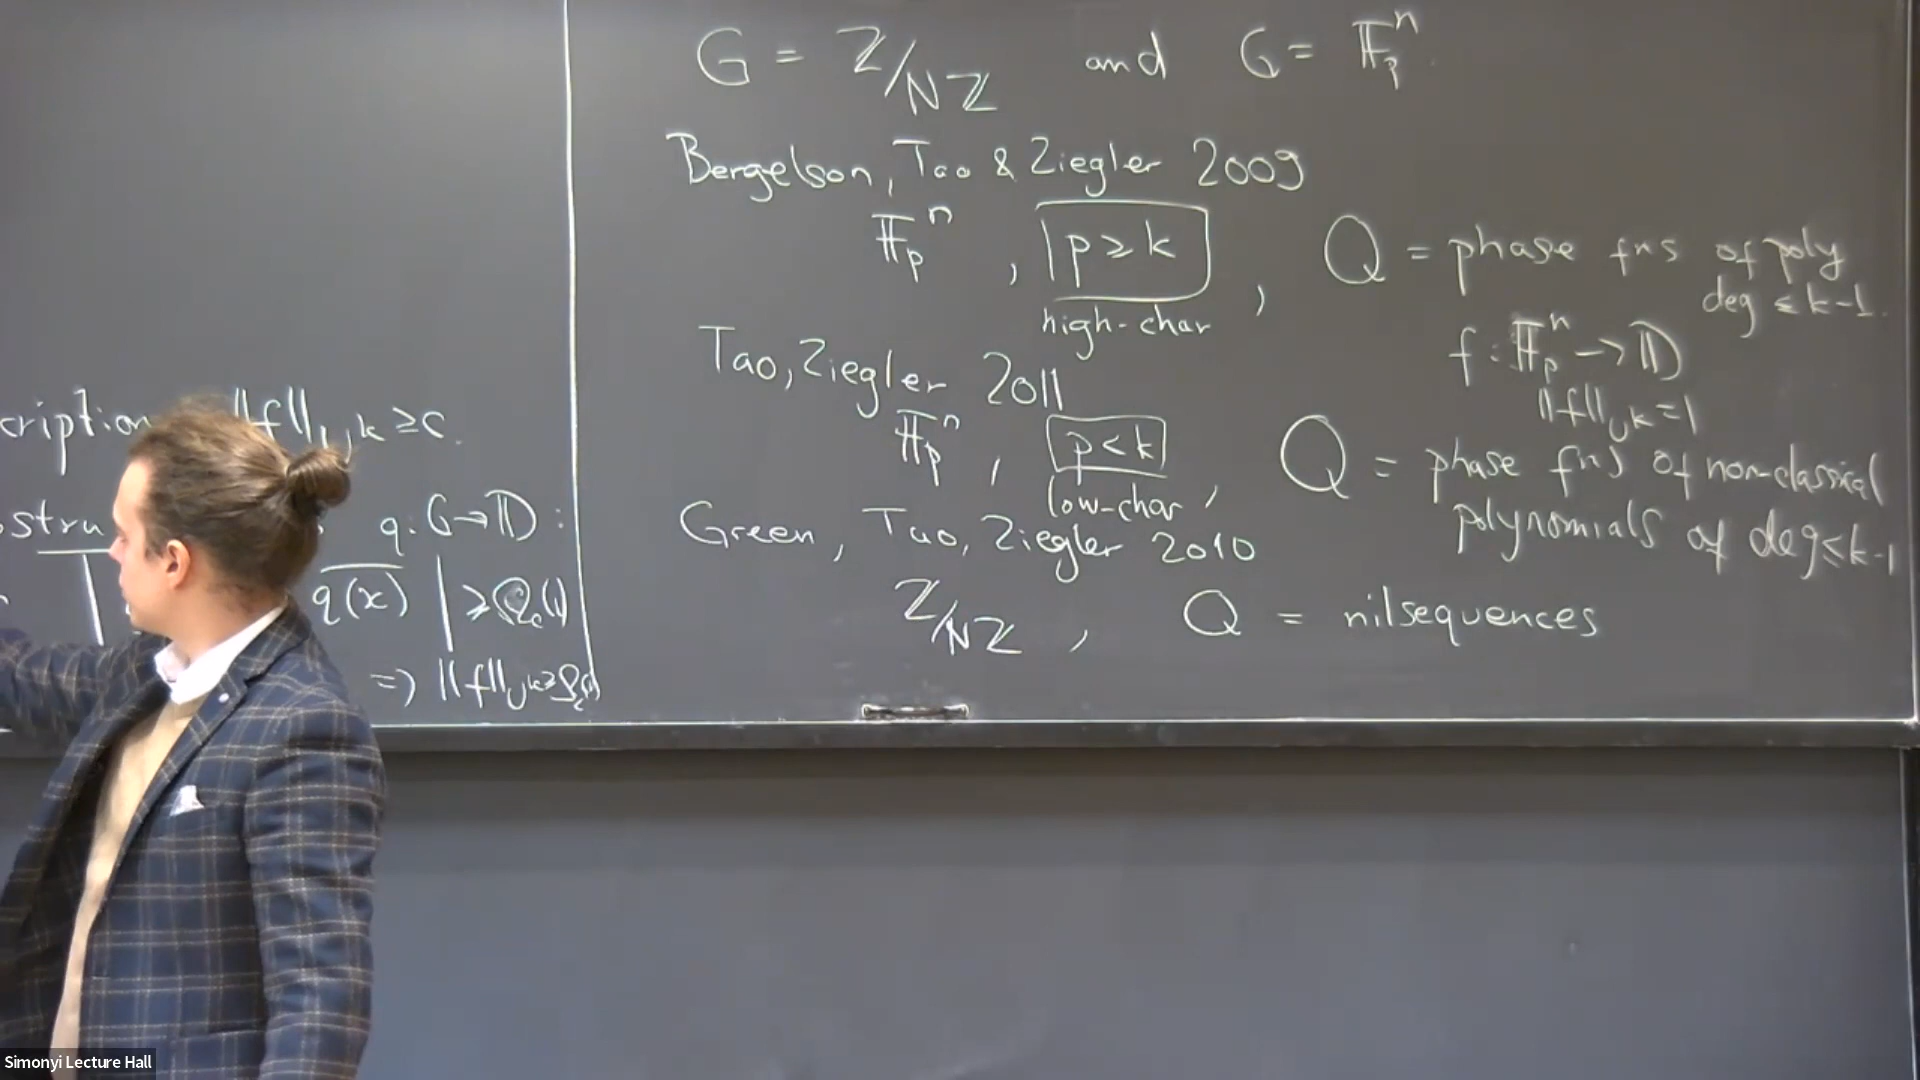 cription ‖f‖_{U^k} ≥ c.
stru q: G → 𝔻 :
\overline{q(x)} | ≥ Ω_c(1)
⇒ ‖f‖_{U^k} ≥ Ω_c(1)
G = ℤ/Nℤ and G = 𝔽_p^n.
Bergelson, Tao & Ziegler 2009
𝔽_p^n , p ≥ k , Q = phase fns of poly
deg ≤ k-1.
high-char
f: 𝔽_p^n → 𝔻
‖f‖_{U^k} = 1
Tao, Ziegler 2011
𝔽_p^n , p < k , Q = phase fns of non-classical
low-char
polynomials of deg ≤ k-1
Green, Tao, Ziegler 2010
ℤ/Nℤ , Q = nilsequences
Simonyi Lecture Hall